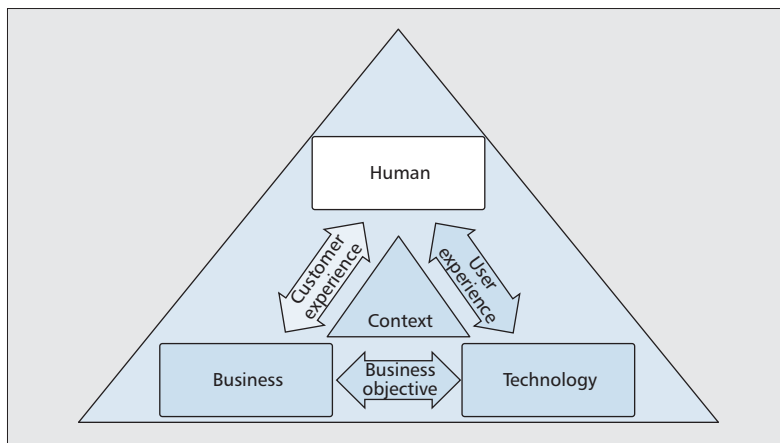 Human
Customer
experience
User
experience
Context
Business
Business
objective
Technology